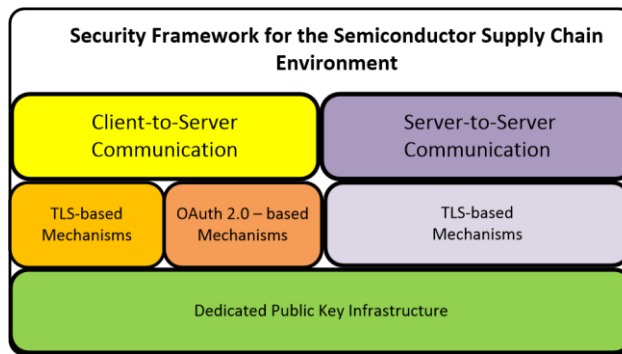 Security Framework for the Semiconductor Supply Chain
Environment
Client-to-Server
Communication
Server-to-Server
Communication
TLS-based
Mechanisms
OAuth 2.0 – based
Mechanisms
TLS-based
Mechanisms
Dedicated Public Key Infrastructure